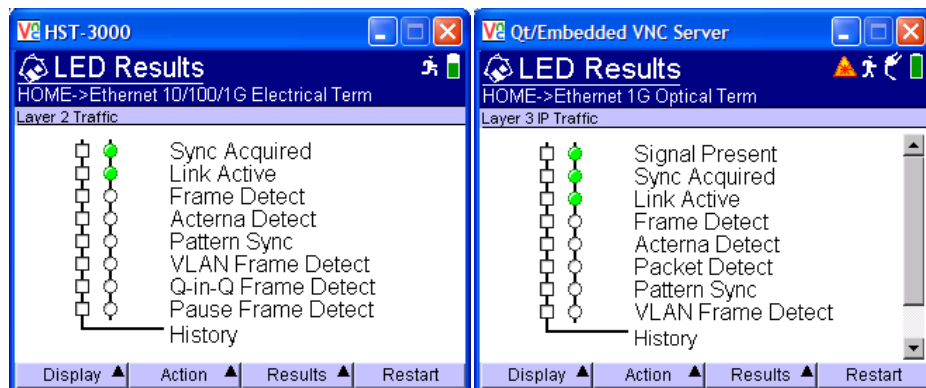 HST-3000
LED Results
HOME->Ethernet 10/100/1G Electrical Term
Layer 2 Traffic
Sync Acquired
Link Active
Frame Detect
Acterna Detect
Pattern Sync
VLAN Frame Detect
Q-in-Q Frame Detect
Pause Frame Detect
History
Display Action Results Restart
Qt/Embedded VNC Server
LED Results
HOME->Ethernet 1G Optical Term
Layer 3 IP Traffic
Signal Present
Sync Acquired
Link Active
Frame Detect
Acterna Detect
Packet Detect
Pattern Sync
VLAN Frame Detect
History
Display Action Results Restart